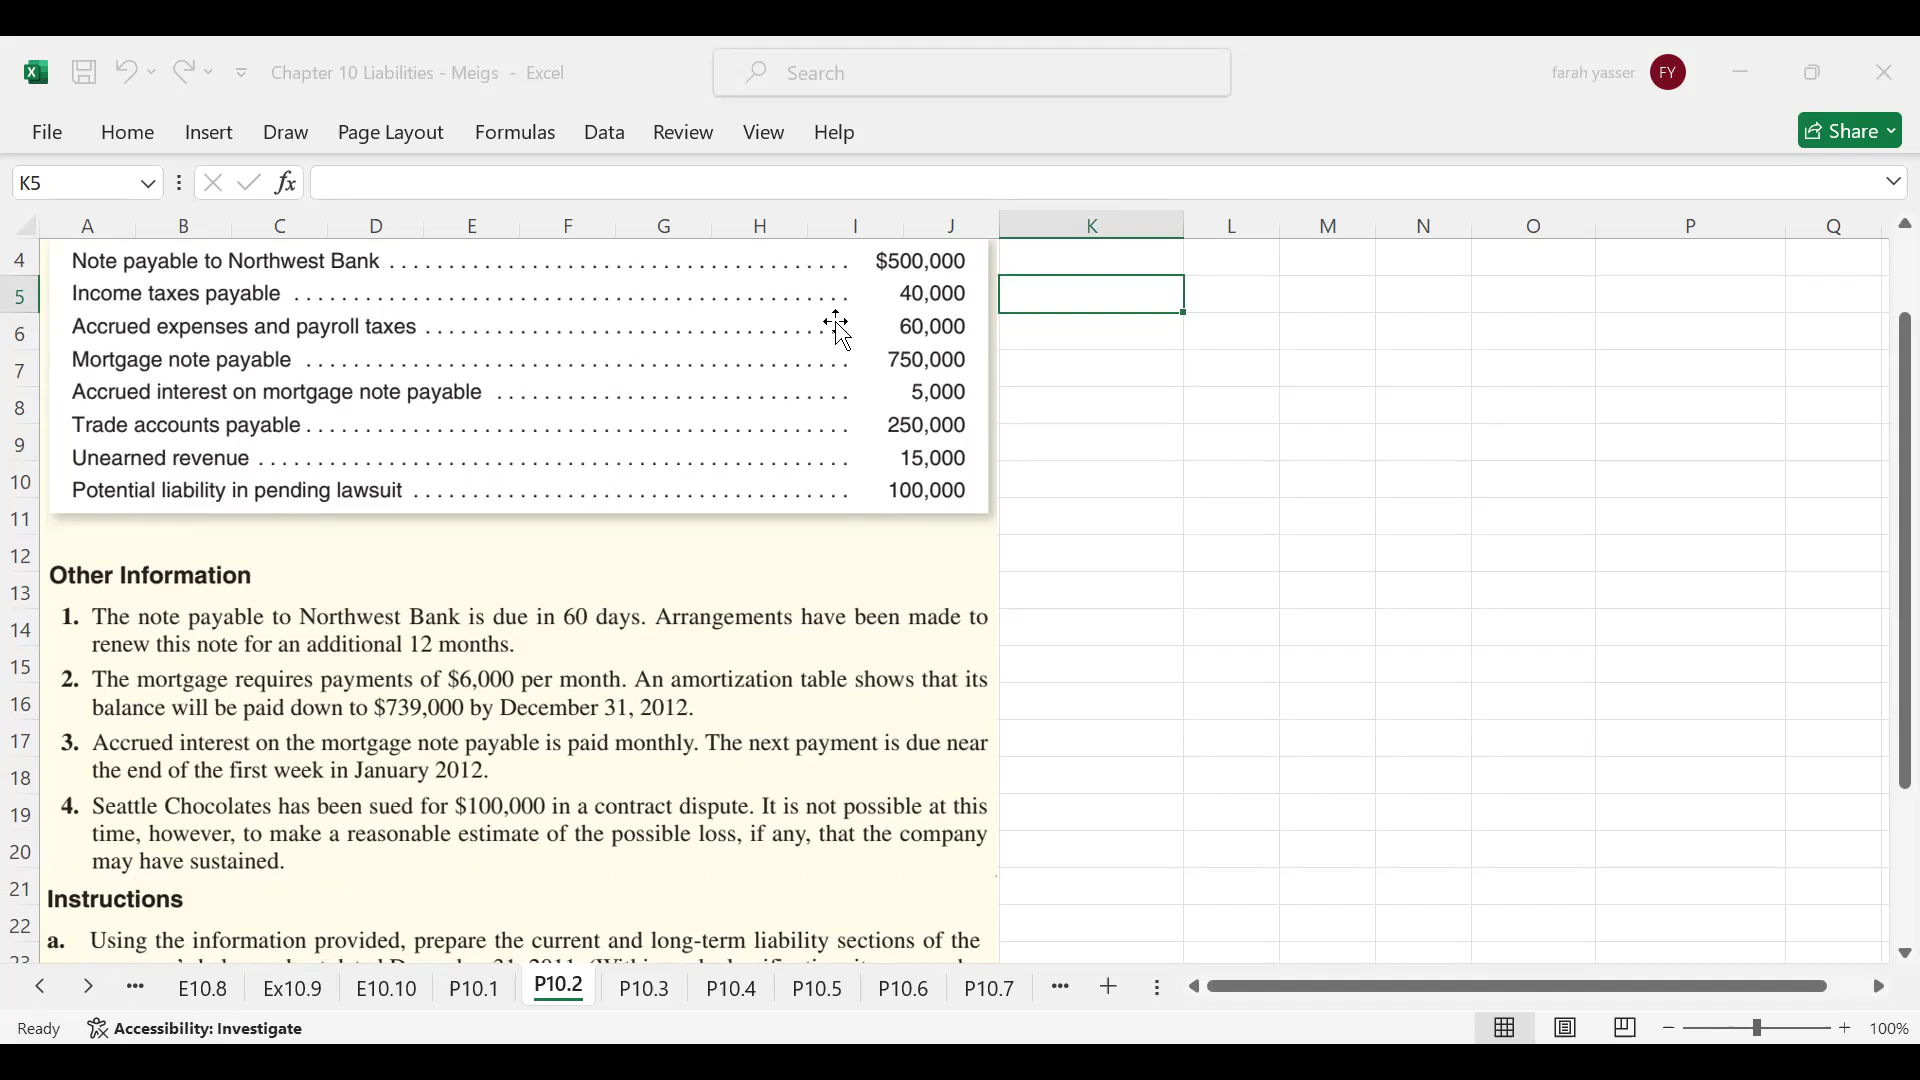 Chapter 10 Liabilities - Meigs - Excel
Search
farah yasser
FY
File Home Insert Draw Page Layout Formulas Data Review View Help
Share
K5
fx
A B C D E F G H I J K L M N O P Q
4
5
6
7
8
9
10
11
12
13
14
15
16
17
18
19
20
21
22
Note payable to Northwest Bank $500,000
Income taxes payable 40,000
Accrued expenses and payroll taxes 60,000
Mortgage note payable 750,000
Accrued interest on mortgage note payable 5,000
Trade accounts payable 250,000
Unearned revenue 15,000
Potential liability in pending lawsuit 100,000
Other Information
1. The note payable to Northwest Bank is due in 60 days. Arrangements have been made to
renew this note for an additional 12 months.
2. The mortgage requires payments of $6,000 per month. An amortization table shows that its
balance will be paid down to $739,000 by December 31, 2012.
3. Accrued interest on the mortgage note payable is paid monthly. The next payment is due near
the end of the first week in January 2012.
4. Seattle Chocolates has been sued for $100,000 in a contract dispute. It is not possible at this
time, however, to make a reasonable estimate of the possible loss, if any, that the company
may have sustained.
Instructions
a. Using the information provided, prepare the current and long-term liability sections of the
E10.8 Ex10.9 E10.10 P10.1 P10.2 P10.3 P10.4 P10.5 P10.6 P10.7
Ready Accessibility: Investigate 100%